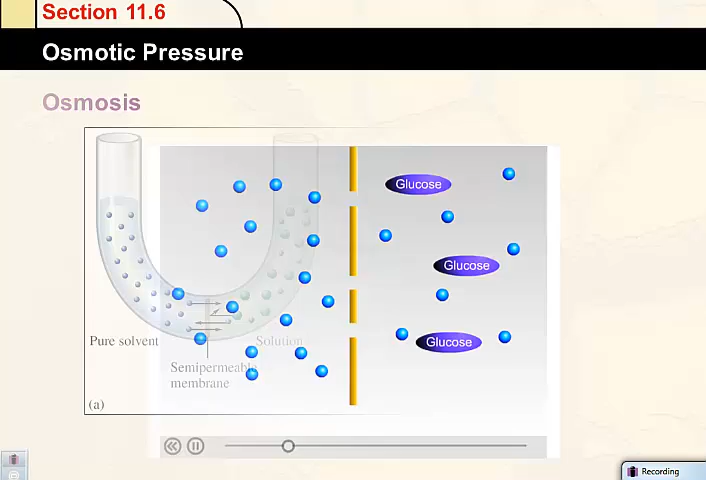 Section 11.6
Osmotic Pressure
Osmosis
Glucose
Glucose
Glucose
Pure solvent
Solution
Semipermeable
membrane
(a)
Recording